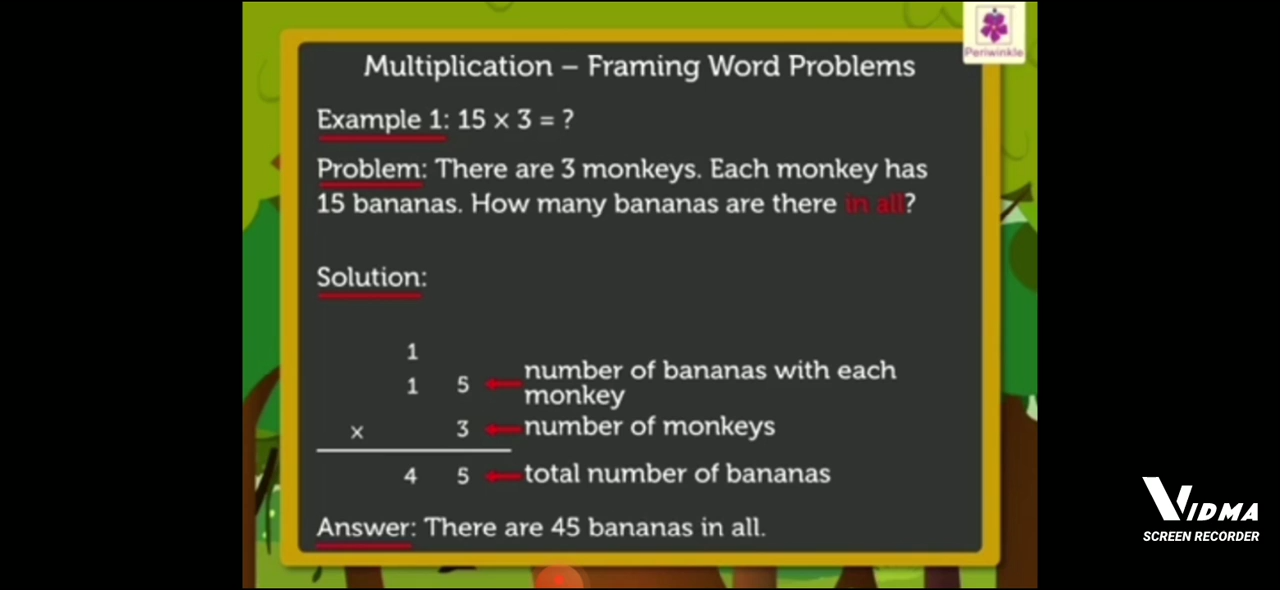 Periwinkle
Multiplication – Framing Word Problems
Example 1: 15 × 3 = ?
Problem: There are 3 monkeys. Each monkey has
15 bananas. How many bananas are there in all?
Solution:
1
1 5 number of bananas with each
monkey
× 3 number of monkeys
4 5 total number of bananas
Answer: There are 45 bananas in all.
VIDMA
SCREEN RECORDER